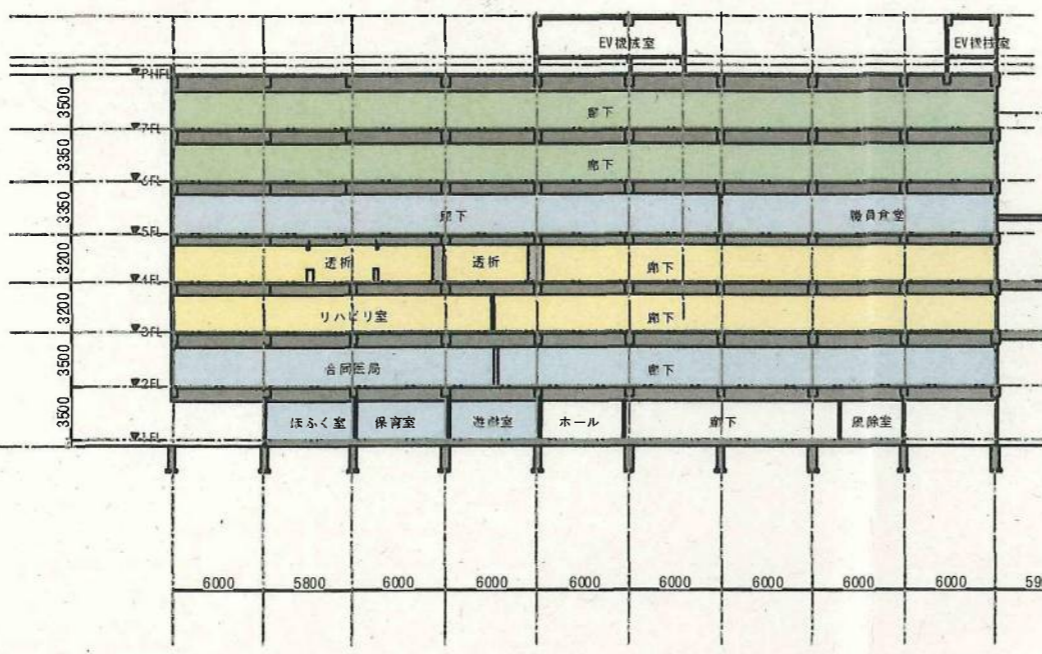 EV機械室
EV機械室
▼PHFL
3500
廊下
▼7FL
3350
廊下
▼6FL
3350
廊下
職員食堂
▼5FL
3200
透析
透析
廊下
▼4FL
3200
リハビリ室
廊下
▼3FL
3500
合同医局
廊下
▼2FL
3500
ほふく室
保育室
遊戯室
ホール
廊下
風除室
▼1FL
6000
5800
6000
6000
6000
6000
6000
6000
6000